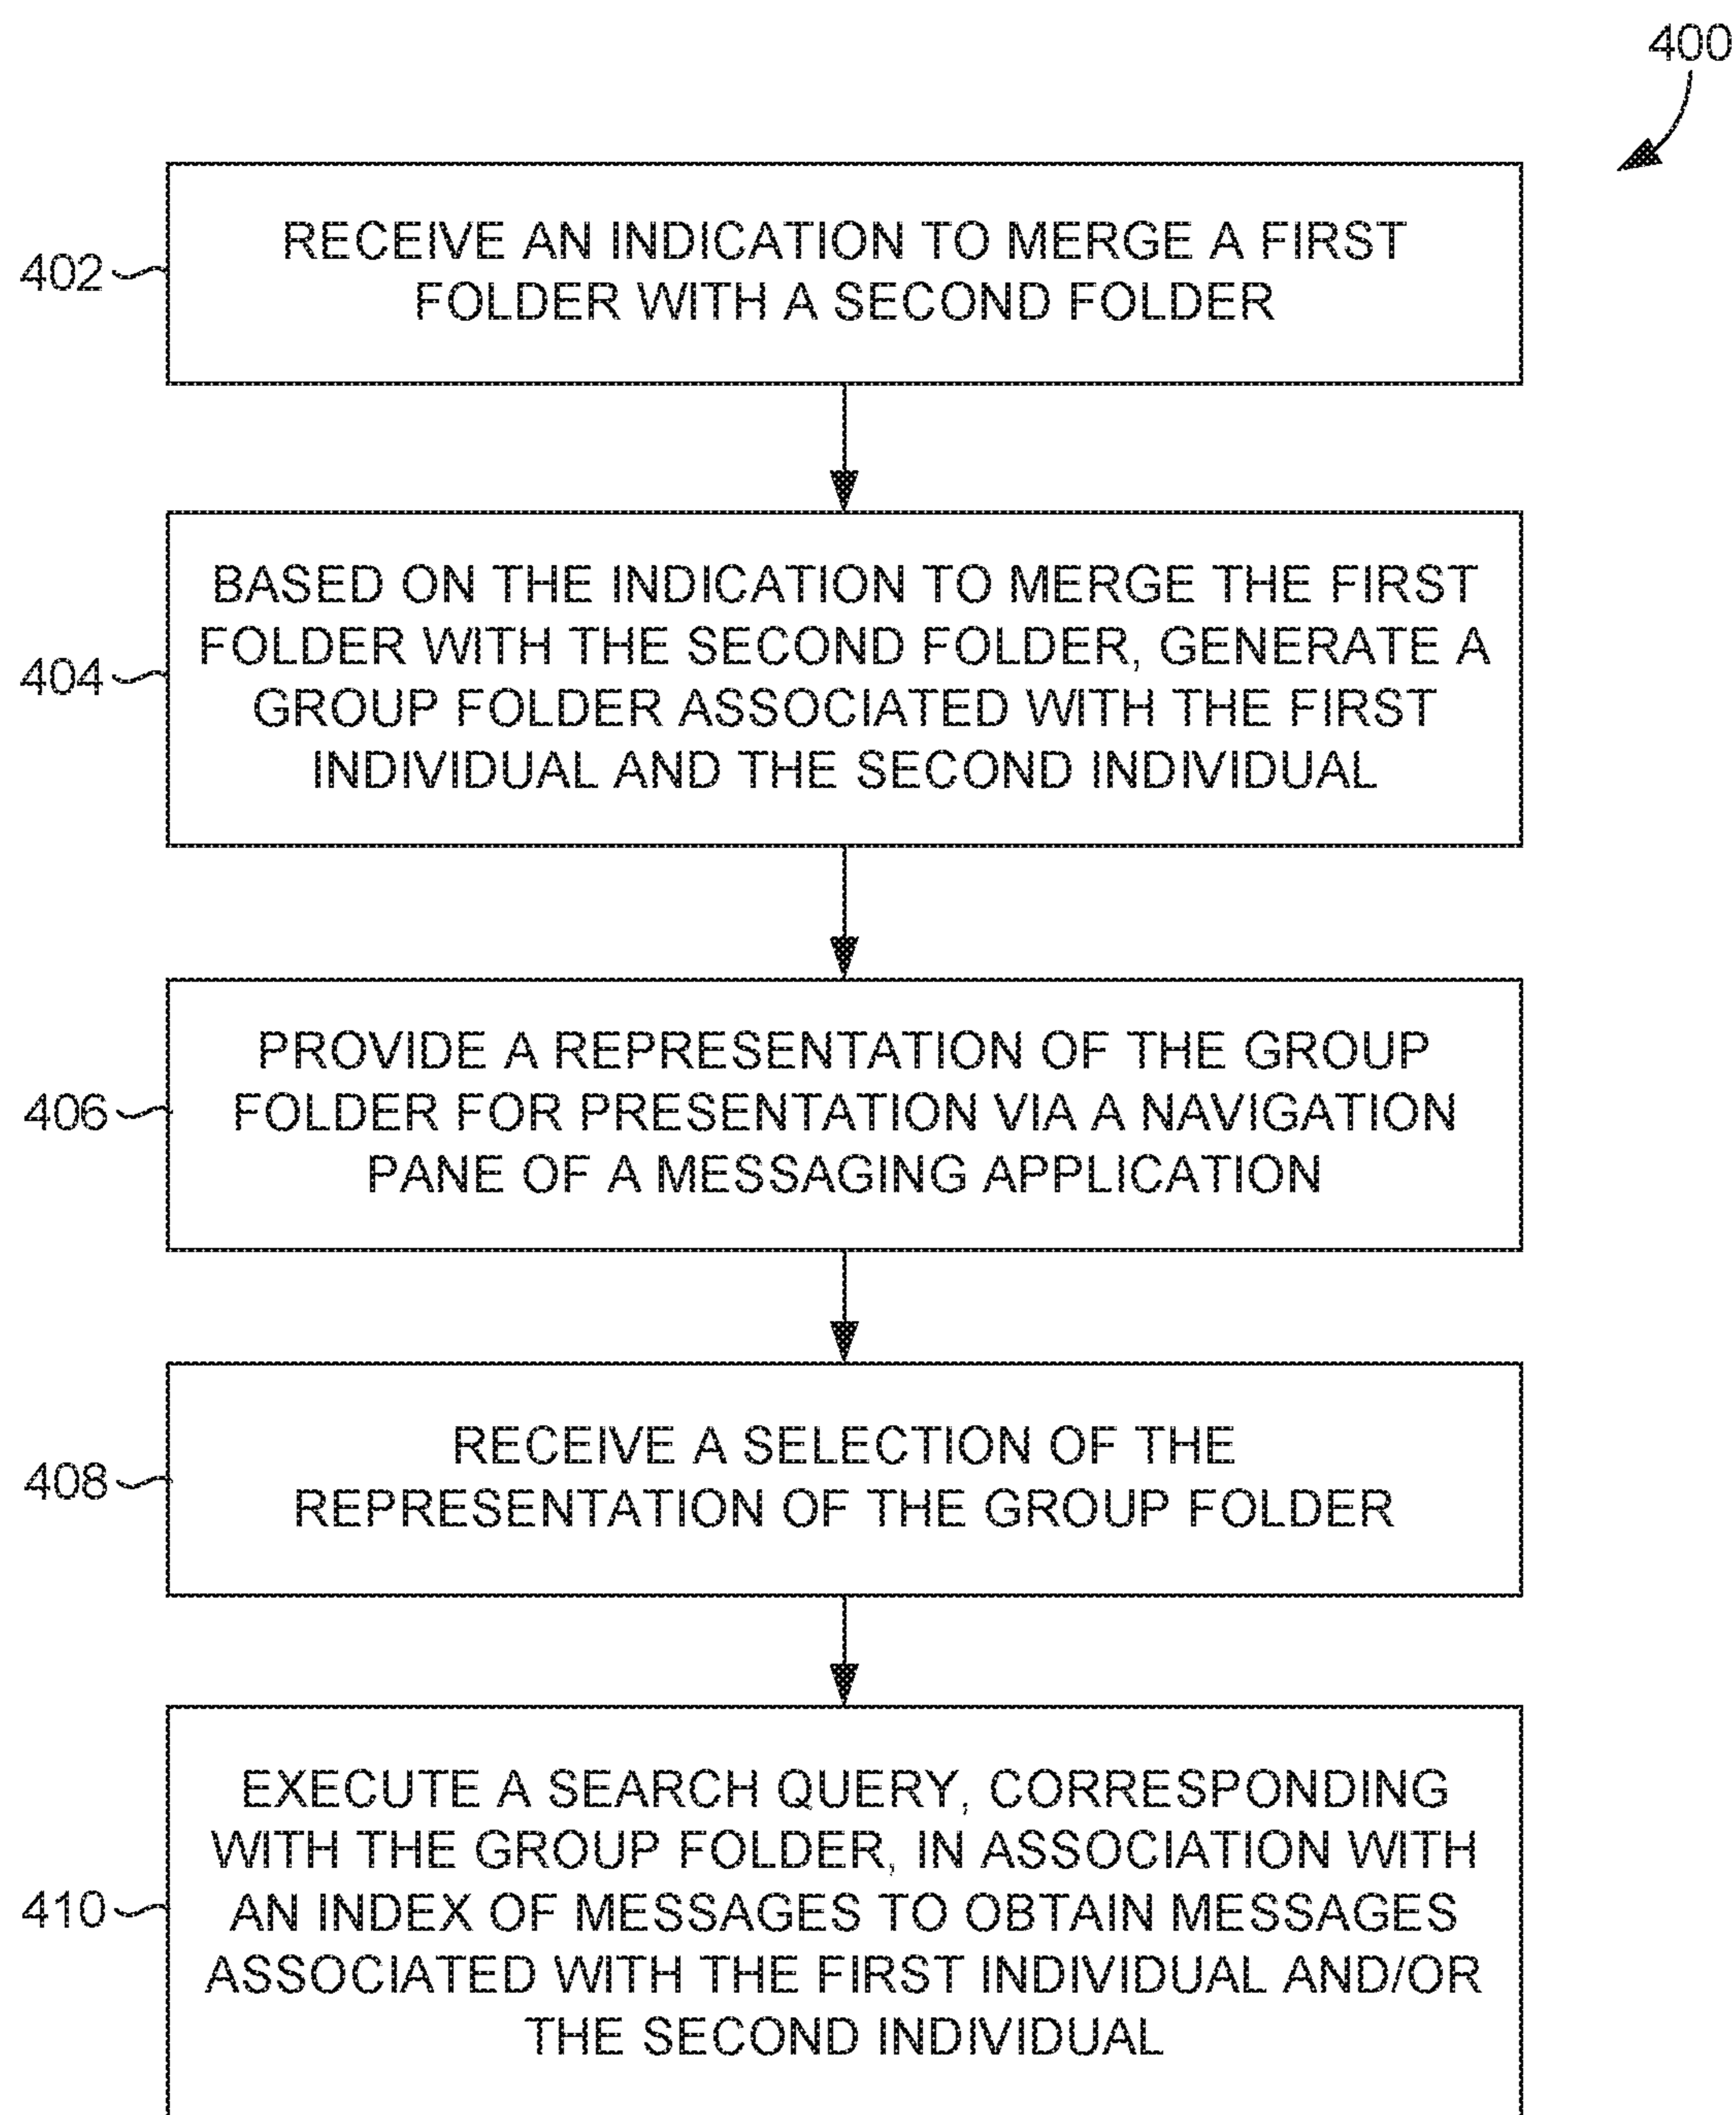 400
402
RECEIVE AN INDICATION TO MERGE A FIRST
FOLDER WITH A SECOND FOLDER
404
BASED ON THE INDICATION TO MERGE THE FIRST
FOLDER WITH THE SECOND FOLDER, GENERATE A
GROUP FOLDER ASSOCIATED WITH THE FIRST
INDIVIDUAL AND THE SECOND INDIVIDUAL
406
PROVIDE A REPRESENTATION OF THE GROUP
FOLDER FOR PRESENTATION VIA A NAVIGATION
PANE OF A MESSAGING APPLICATION
408
RECEIVE A SELECTION OF THE
REPRESENTATION OF THE GROUP FOLDER
410
EXECUTE A SEARCH QUERY, CORRESPONDING
WITH THE GROUP FOLDER, IN ASSOCIATION WITH
AN INDEX OF MESSAGES TO OBTAIN MESSAGES
ASSOCIATED WITH THE FIRST INDIVIDUAL AND/OR
THE SECOND INDIVIDUAL